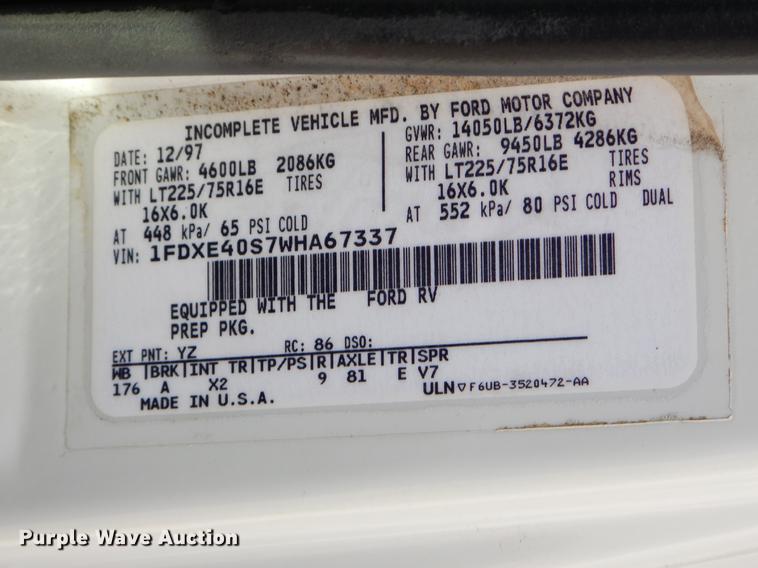 INCOMPLETE VEHICLE MFD. BY FORD MOTOR COMPANY
DATE: 12/97 GVWR: 14050LB/6372KG
FRONT GAWR: 4600LB 2086KG REAR GAWR: 9450LB 4286KG
WITH LT225/75R16E TIRES WITH LT225/75R16E TIRES
16X6.0K 16X6.0K RIMS
AT 448 kPa/ 65 PSI COLD AT 552 kPa/ 80 PSI COLD DUAL
VIN: 1FDXE40S7WHA67337
EQUIPPED WITH THE FORD RV
PREP PKG.
EXT PNT: YZ RC: 86 DSO:
WB |BRK|INT TR|TP/PS|R|AXLE|TR|SPR
176 A X2 9 81 E V7
MADE IN U.S.A. ULN ▽ F6UB-3520472-AA
Purple Wave Auction